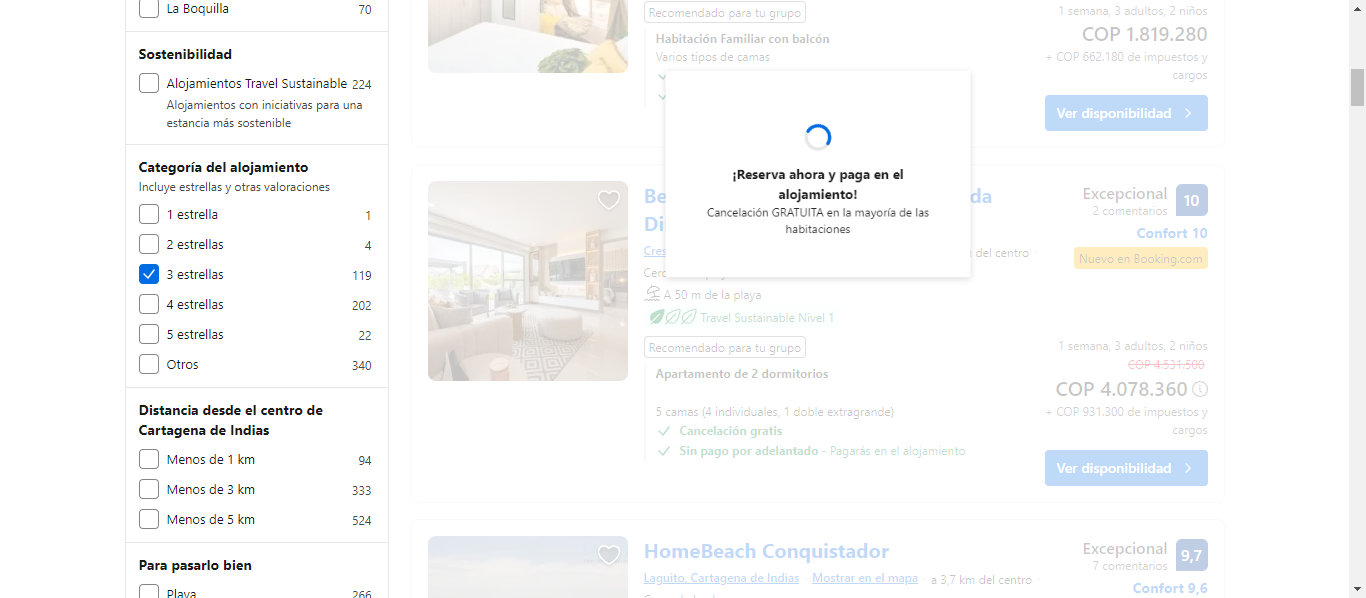 La Boquilla 70
Sostenibilidad
Alojamientos Travel Sustainable 224
Alojamientos con iniciativas para una
estancia más sostenible
Categoría del alojamiento
Incluye estrellas y otras valoraciones
1 estrella 1
2 estrellas 4
3 estrellas 119
4 estrellas 202
5 estrellas 22
Otros 340
Distancia desde el centro de
Cartagena de Indias
Menos de 1 km 94
Menos de 3 km 333
Menos de 5 km 524
Para pasarlo bien
Playa 266
Recomendado para tu grupo
Habitación Familiar con balcón
Varios tipos de camas
1 semana, 3 adultos, 2 niños
COP 1.819.280
+ COP 662.180 de impuestos y
cargos
Ver disponibilidad
¡Reserva ahora y paga en el
alojamiento!
Cancelación GRATUITA en la mayoría de las
habitaciones
Excepcional 10
2 comentarios
Confort 10
Nuevo en Booking.com
del centro
A 50 m de la playa
Travel Sustainable Nivel 1
Recomendado para tu grupo
Apartamento de 2 dormitorios
5 camas (4 individuales, 1 doble extragrande)
Cancelación gratis
Sin pago por adelantado - Pagarás en el alojamiento
1 semana, 3 adultos, 2 niños
COP 4.531.500
COP 4.078.360
+ COP 931.300 de impuestos y
cargos
Ver disponibilidad
HomeBeach Conquistador
Laguito, Cartagena de Indias Mostrar en el mapa a 3,7 km del centro
Excepcional 9,7
7 comentarios
Confort 9,6